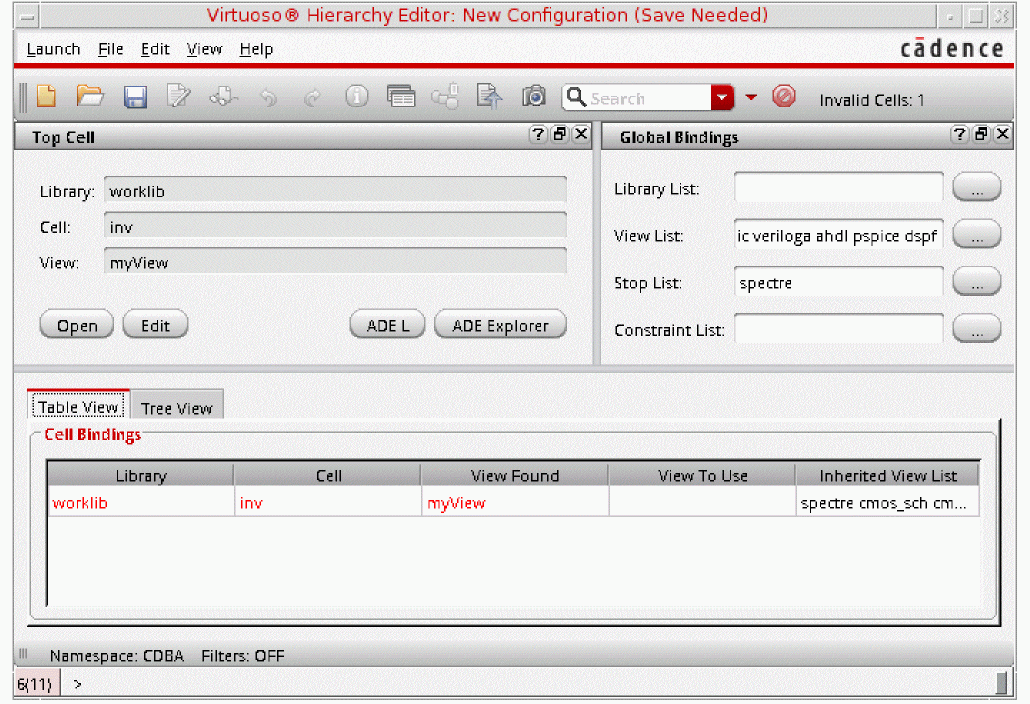 Virtuoso® Hierarchy Editor: New Configuration (Save Needed)
Launch File Edit View Help
cādence
Search
Invalid Cells: 1
Top Cell
Library: worklib
Cell: inv
View: myView
Open Edit ADE L ADE Explorer
Global Bindings
Library List: ...
View List: ic veriloga ahdl pspice dspf ...
Stop List: spectre ...
Constraint List: ...
Table View Tree View
Cell Bindings
Library Cell View Found View To Use Inherited View List
worklib inv myView spectre cmos_sch cm...
Namespace: CDBA Filters: OFF
6(11) >